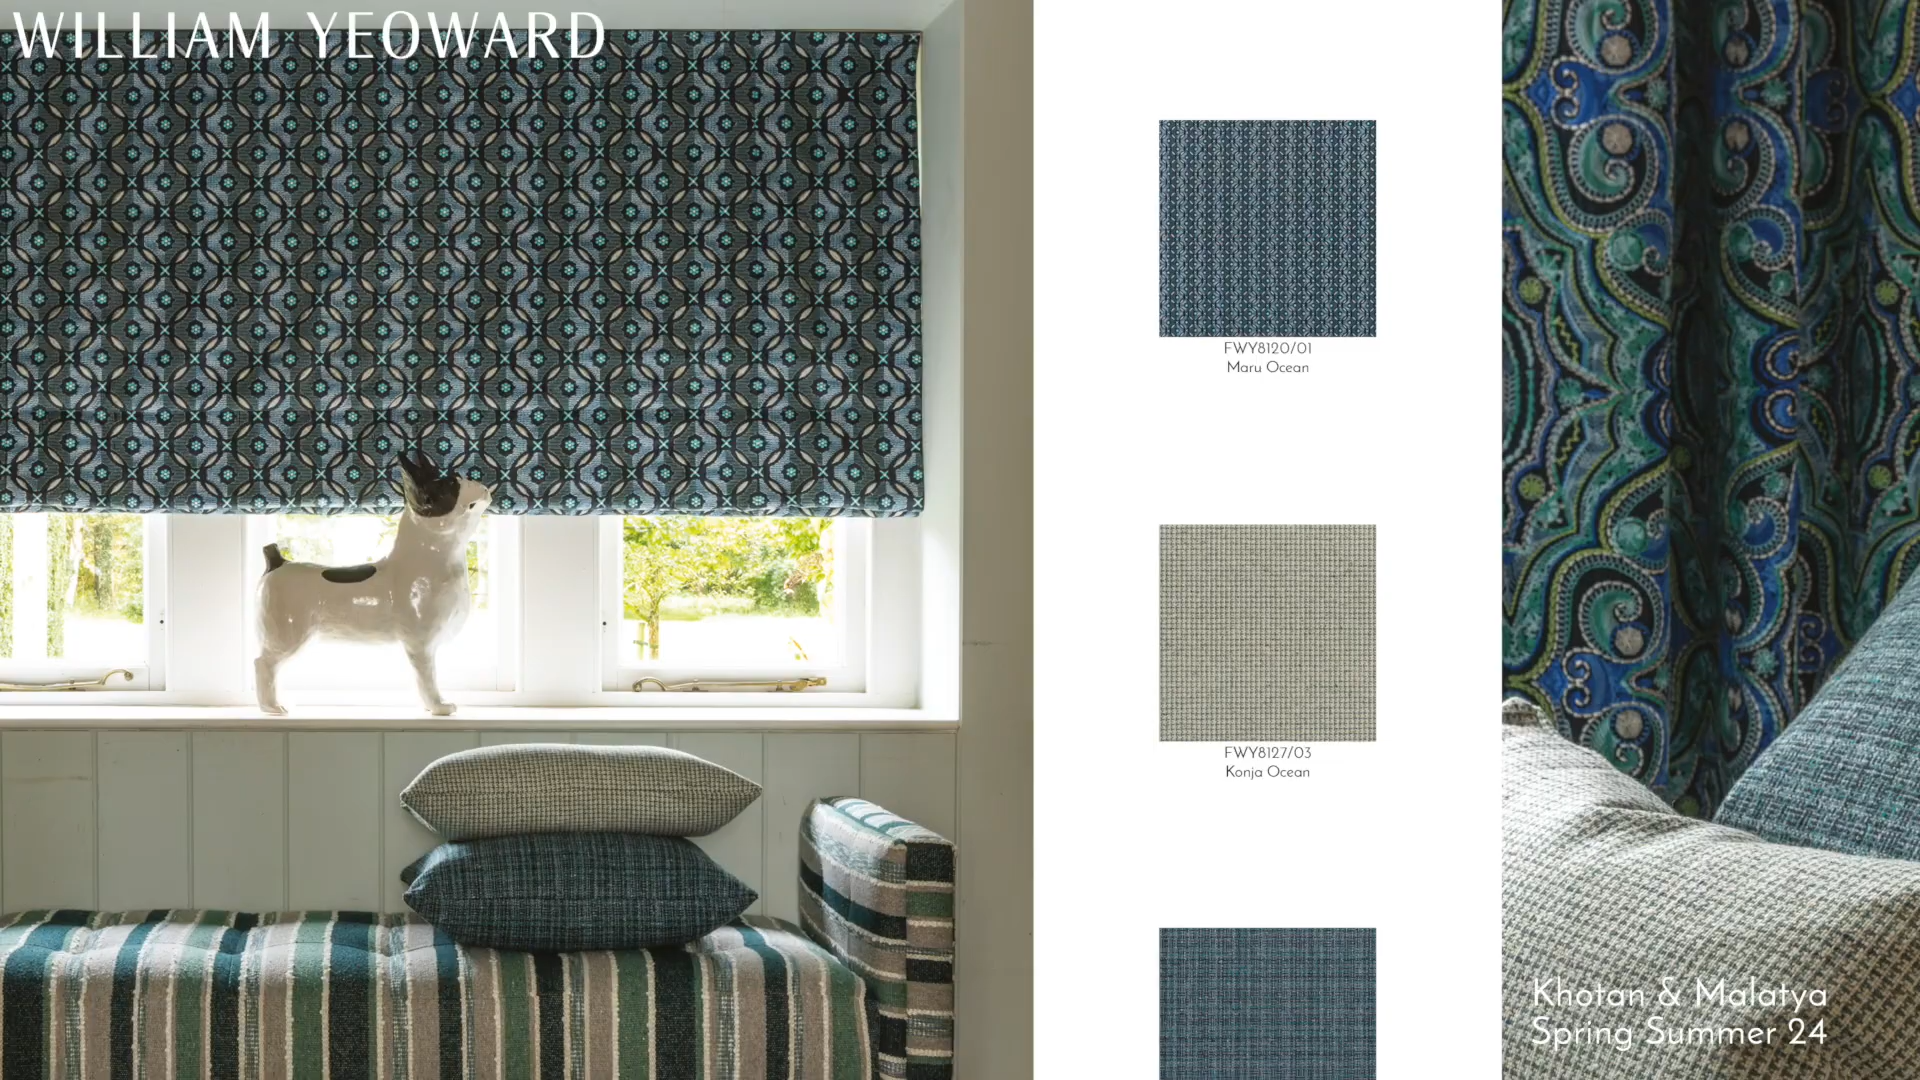 WILLIAM YEOWARD
FWY8120/01
Maru Ocean
FWY8127/03
Konja Ocean
Khotan & Malatya
Spring Summer 24